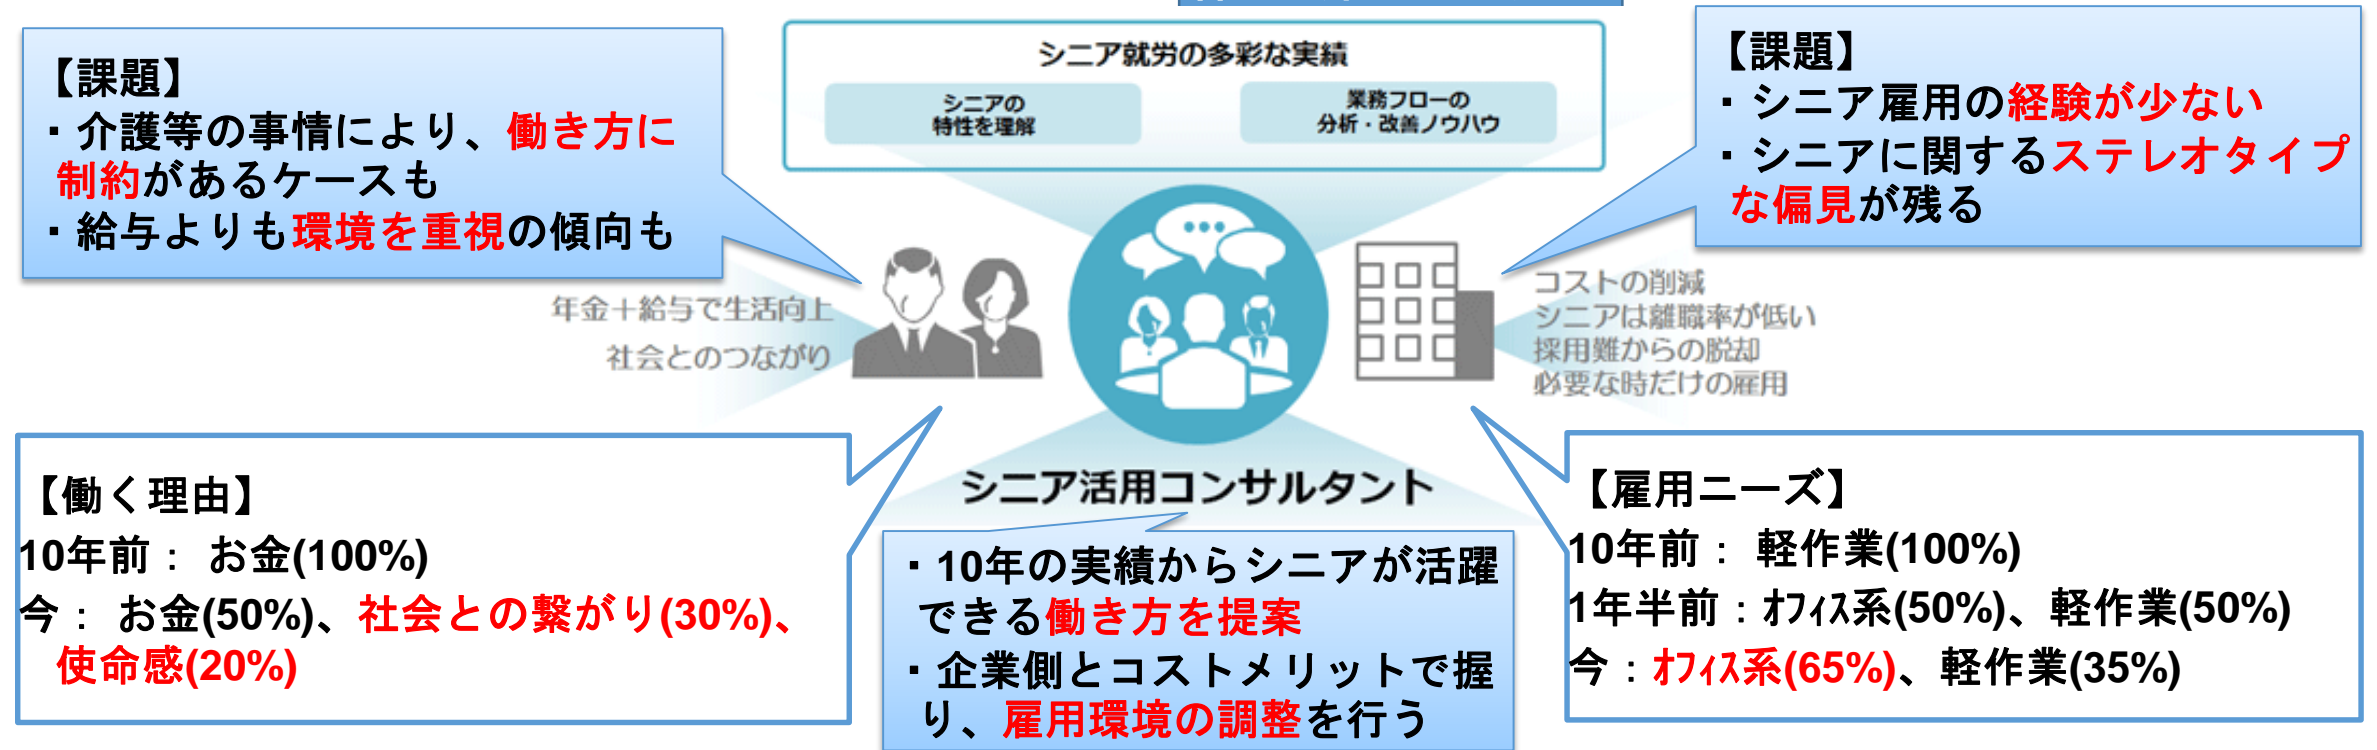 シニア就労の多彩な実績
シニアの
特性を理解
業務フローの
分析・改善ノウハウ
【課題】
・介護等の事情により、働き方に
制約があるケースも
・給与よりも環境を重視の傾向も
【課題】
・シニア雇用の経験が少ない
・シニアに関するステレオタイプ
な偏見が残る
年金＋給与で生活向上
社会とのつながり
コストの削減
シニアは離職率が低い
採用難からの脱却
必要な時だけの雇用
シニア活用コンサルタント
【働く理由】
10年前： お金(100%)
今： お金(50%)、社会との繋がり(30%)、
使命感(20%)
・10年の実績からシニアが活躍
できる働き方を提案
・企業側とコストメリットで握
り、雇用環境の調整を行う
【雇用ニーズ】
10年前： 軽作業(100%)
1年半前：ｵﾌｨｽ系(50%)、軽作業(50%)
今：ｵﾌｨｽ系(65%)、軽作業(35%)